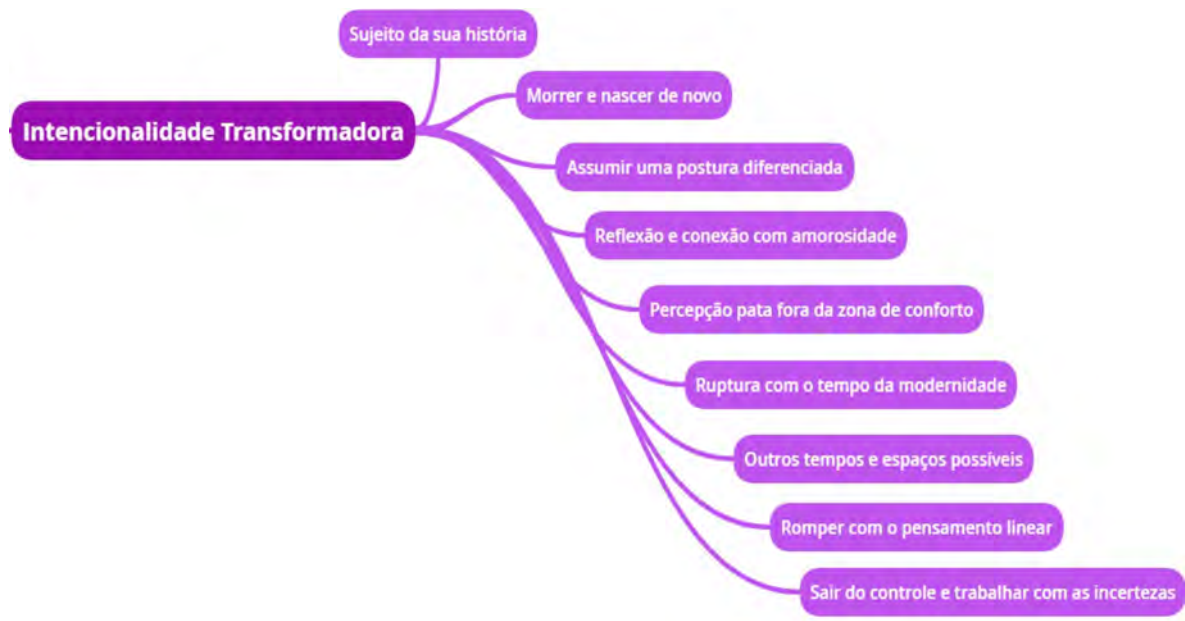 Sujeito da sua história
Morrer e nascer de novo
Intencionalidade Transformadora
Assumir uma postura diferenciada
Reflexão e conexão com amorosidade
Percepção pata fora da zona de conforto
Ruptura com o tempo da modernidade
Outros tempos e espaços possíveis
Romper com o pensamento linear
Sair do controle e trabalhar com as incertezas